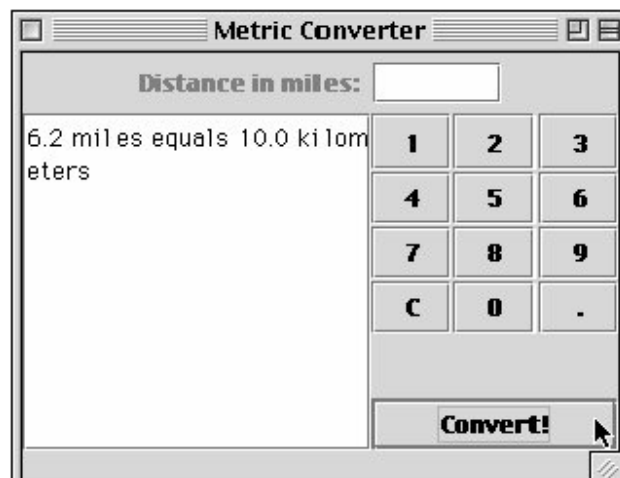 Metric Converter
Distance in miles:
6.2 miles equals 10.0 kilom
eters
1 2 3
4 5 6
7 8 9
C 0 .
Convert!